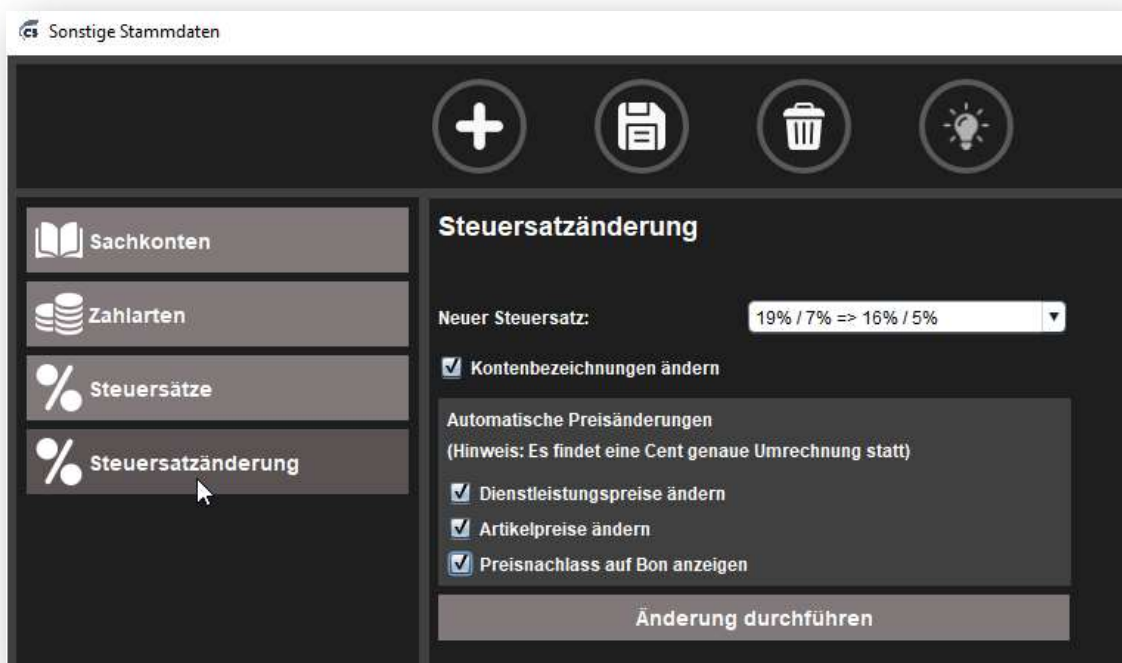 CS Sonstige Stammdaten
Sachkonten
Zahlarten
Steuersätze
Steuersatzänderung
Steuersatzänderung
Neuer Steuersatz: 19% / 7% => 16% / 5%
Kontenbezeichnungen ändern
Automatische Preisänderungen
(Hinweis: Es findet eine Cent genaue Umrechnung statt)
Dienstleistungspreise ändern
Artikelpreise ändern
Preisnachlass auf Bon anzeigen
Änderung durchführen